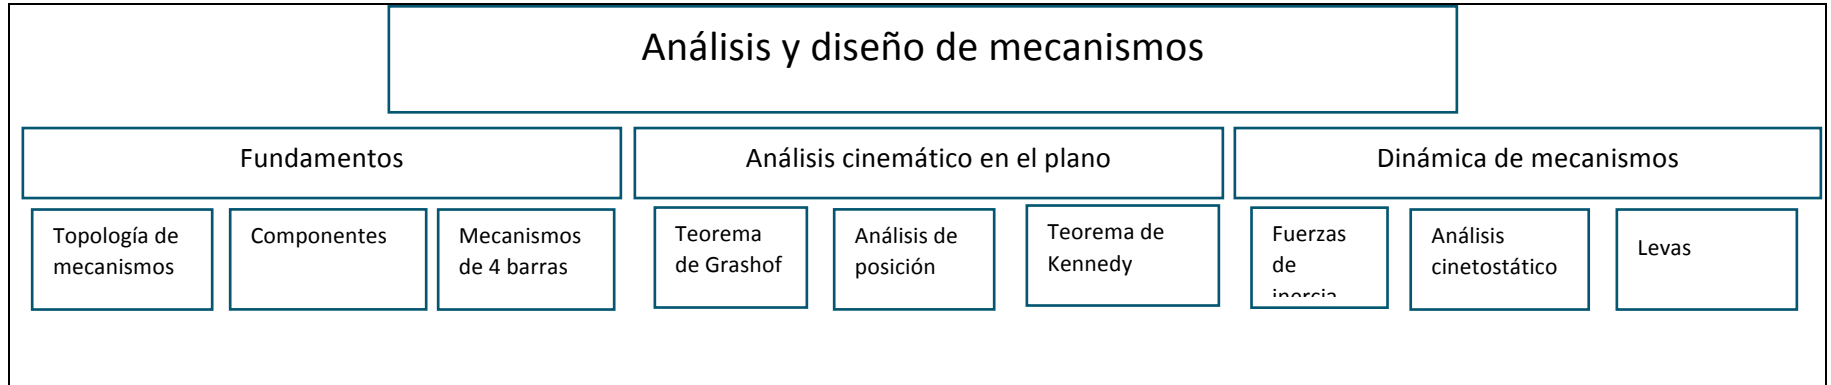 Análisis y diseño de mecanismos
Fundamentos
Análisis cinemático en el plano
Dinámica de mecanismos
Topología de
mecanismos
Componentes
Mecanismos
de 4 barras
Teorema
de Grashof
Análisis de
posición
Teorema de
Kennedy
Fuerzas
de
inercia
Análisis
cinetostático
Levas